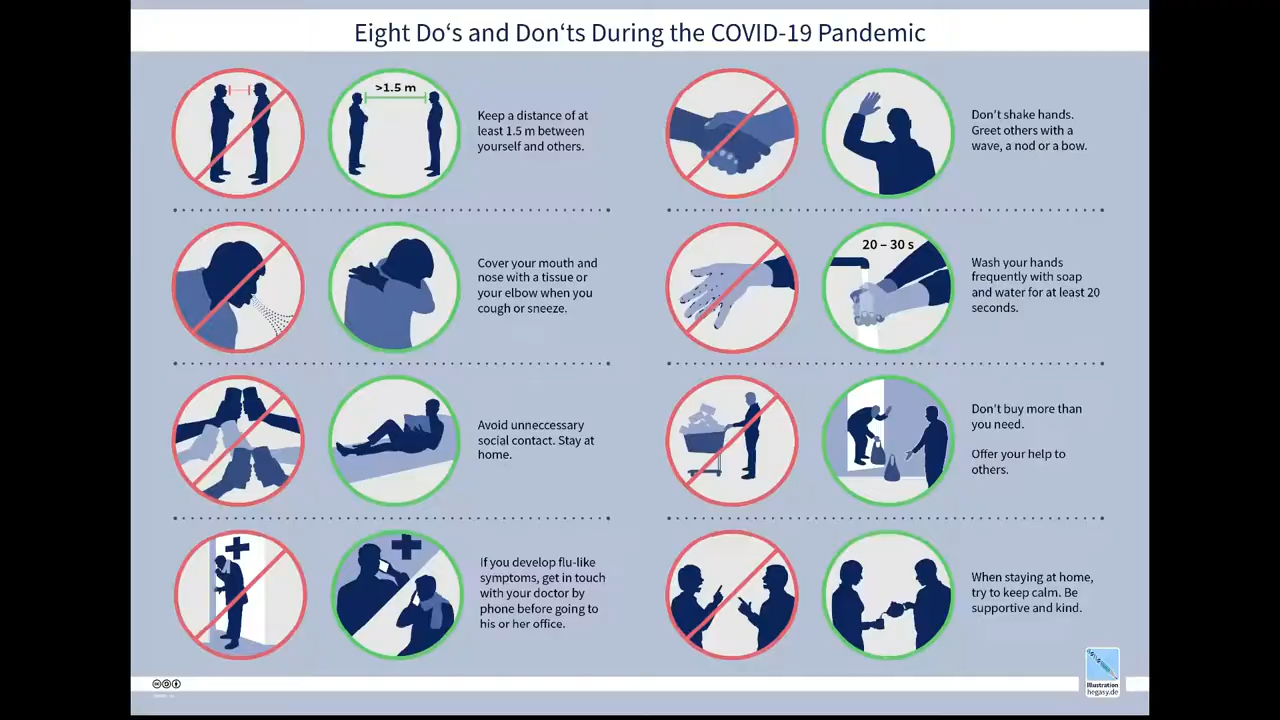 Eight Do‘s and Don‘ts During the COVID-19 Pandemic
>1.5 m
Keep a distance of at
least 1.5 m between
yourself and others.
Don't shake hands.
Greet others with a
wave, a nod or a bow.
Cover your mouth and
nose with a tissue or
your elbow when you
cough or sneeze.
20 – 30 s
Wash your hands
frequently with soap
and water for at least 20
seconds.
Avoid unneccessary
social contact. Stay at
home.
Don't buy more than
you need.
Offer your help to
others.
If you develop flu-like
symptoms, get in touch
with your doctor by
phone before going to
his or her office.
When staying at home,
try to keep calm. Be
supportive and kind.
Illustration
hegasy.de